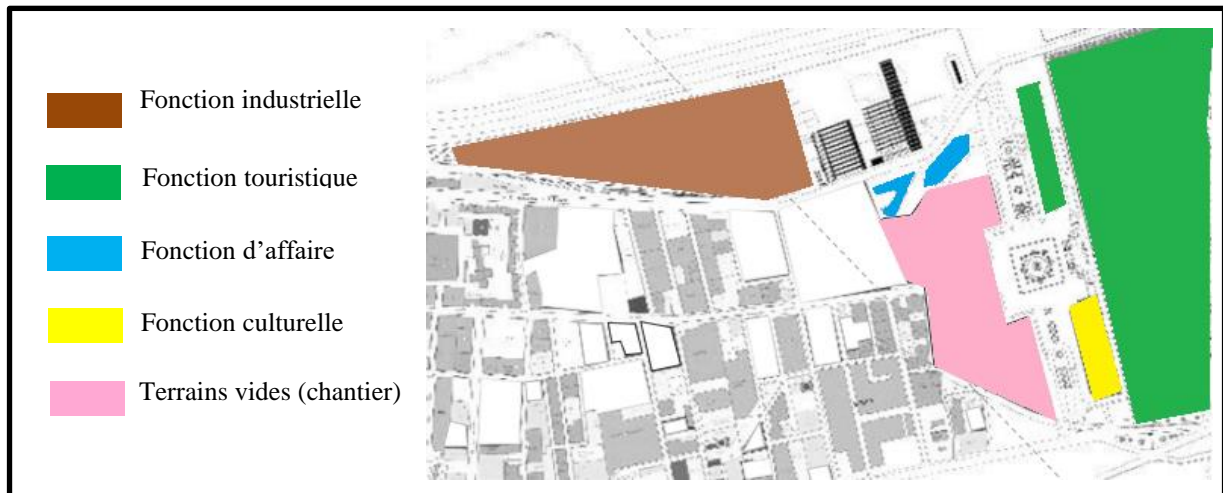 Fonction industrielle
Fonction touristique
Fonction d’affaire
Fonction culturelle
Terrains vides (chantier)